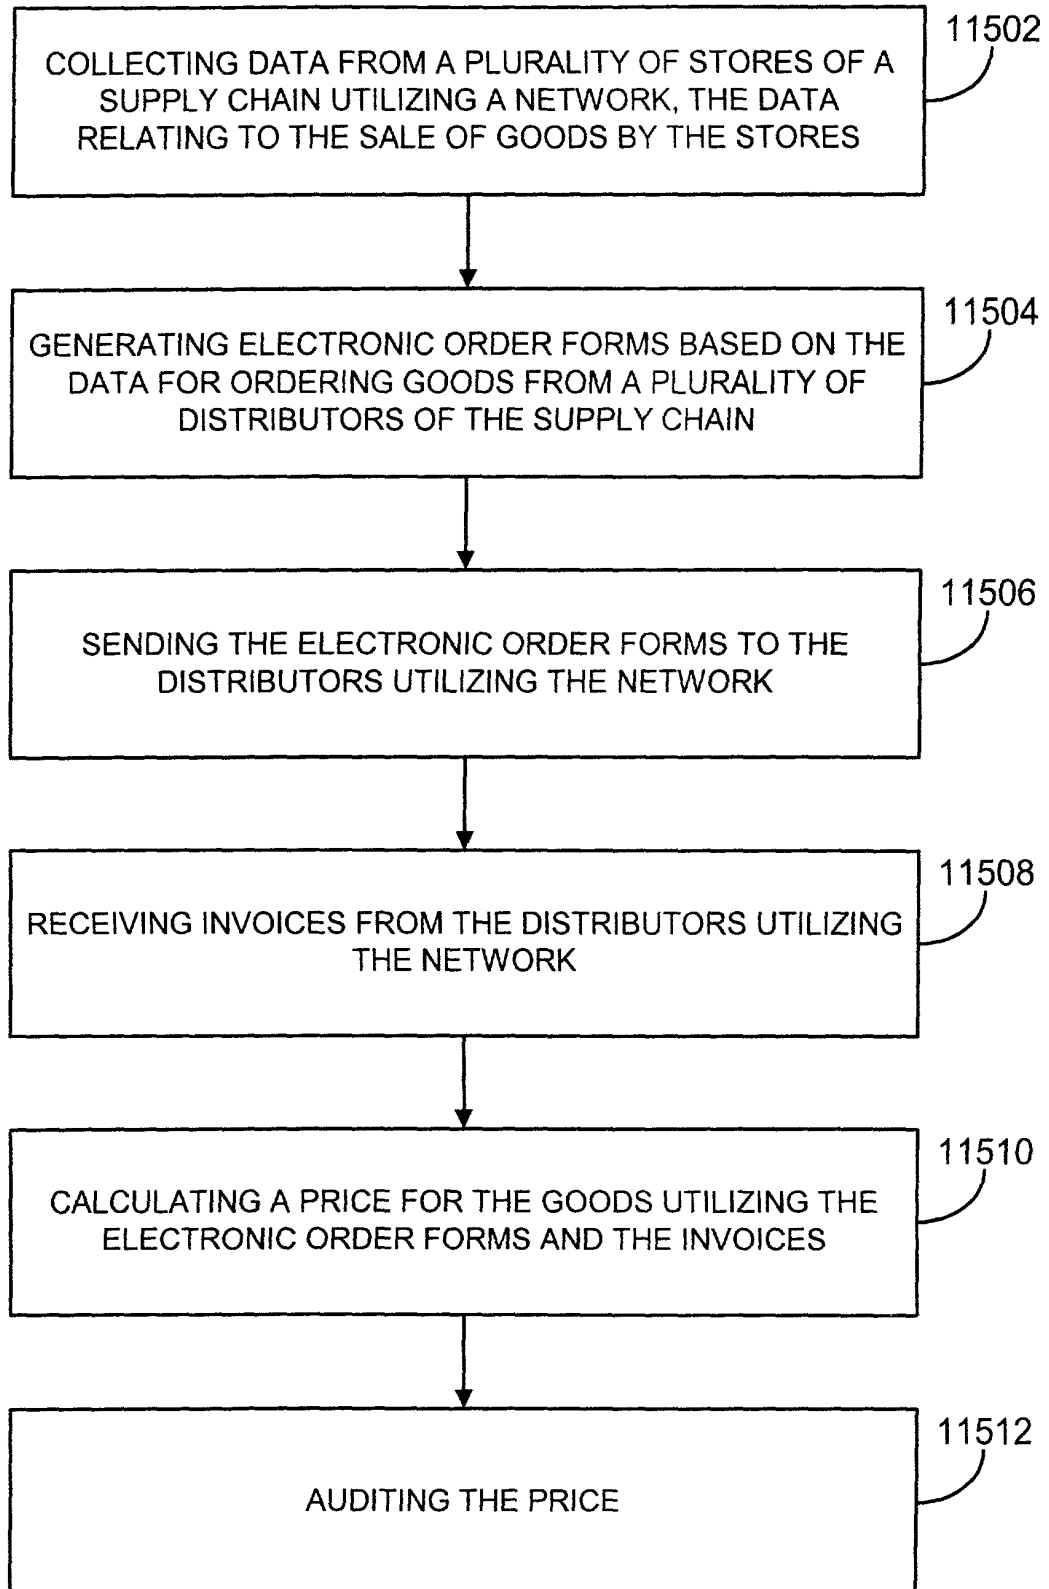 11502
COLLECTING DATA FROM A PLURALITY OF STORES OF A
SUPPLY CHAIN UTILIZING A NETWORK, THE DATA
RELATING TO THE SALE OF GOODS BY THE STORES
11504
GENERATING ELECTRONIC ORDER FORMS BASED ON THE
DATA FOR ORDERING GOODS FROM A PLURALITY OF
DISTRIBUTORS OF THE SUPPLY CHAIN
11506
SENDING THE ELECTRONIC ORDER FORMS TO THE
DISTRIBUTORS UTILIZING THE NETWORK
11508
RECEIVING INVOICES FROM THE DISTRIBUTORS UTILIZING
THE NETWORK
11510
CALCULATING A PRICE FOR THE GOODS UTILIZING THE
ELECTRONIC ORDER FORMS AND THE INVOICES
11512
AUDITING THE PRICE